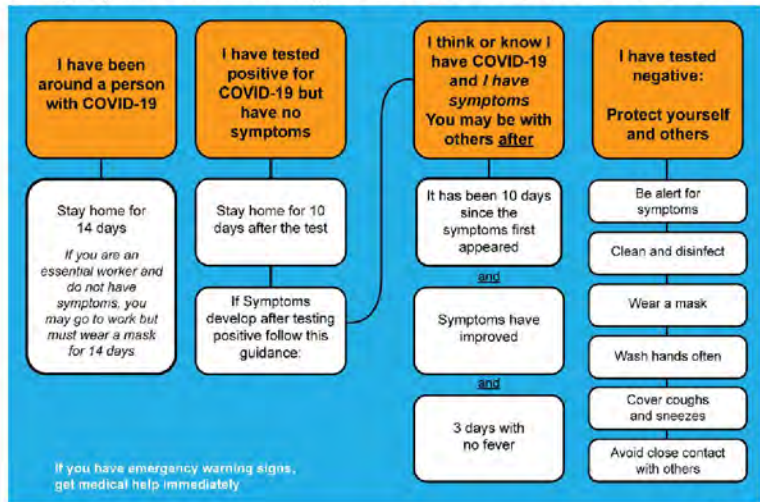 I have been
around a person
with COVID-19
Stay home for
14 days
If you are an
essential worker and
do not have
symptoms, you
may go to work but
must wear a mask
for 14 days
I have tested
positive for
COVID-19 but
have no
symptoms
Stay home for 10
days after the test
If Symptoms
develop after testing
positive follow this
guidance:
I think or know I
have COVID-19
and I have
symptoms
You may be with
others after
It has been 10 days
since the
symptoms first
appeared
and
Symptoms have
improved
and
3 days with
no fever
I have tested
negative:
Protect yourself
and others
Be alert for
symptoms
Clean and disinfect
Wear a mask
Wash hands often
Cover coughs
and sneezes
Avoid close contact
with others
If you have emergency warning signs,
get medical help immediately